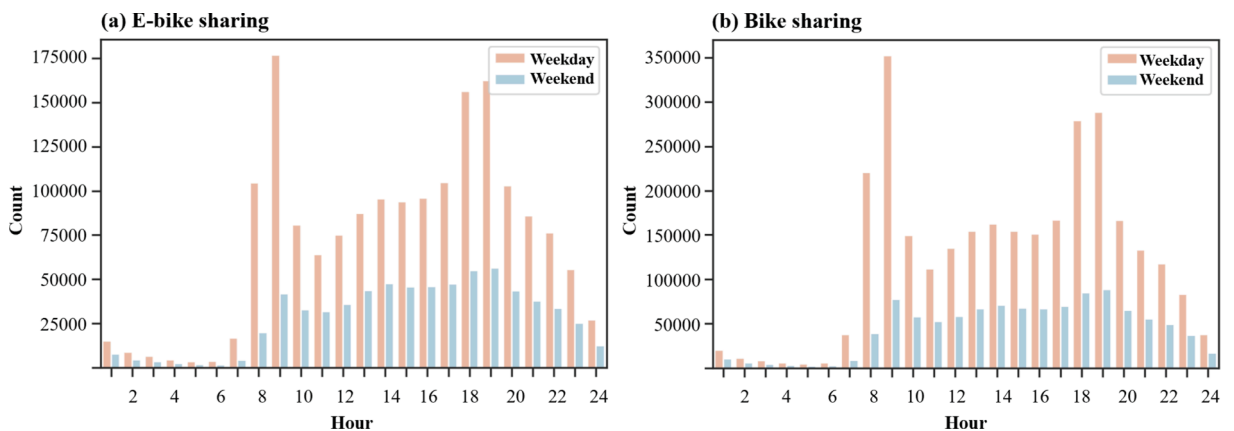 (a) E-bike sharing
175000
150000
125000
100000
75000
50000
25000
Count
Weekday
Weekend
2 4 6 8 10 12 14 16 18 20 22 24
Hour
(b) Bike sharing
350000
300000
250000
200000
150000
100000
50000
Count
Weekday
Weekend
2 4 6 8 10 12 14 16 18 20 22 24
Hour